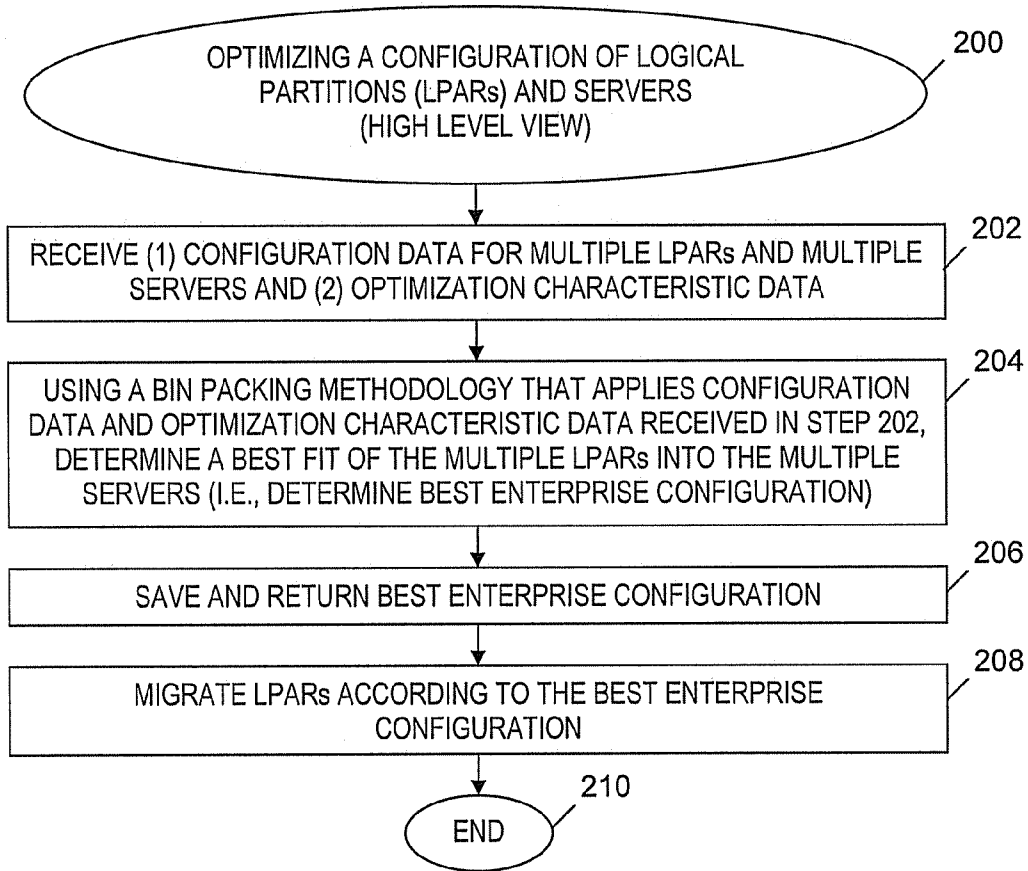 OPTIMIZING A CONFIGURATION OF LOGICAL
PARTITIONS (LPARs) AND SERVERS
(HIGH LEVEL VIEW)
200
RECEIVE (1) CONFIGURATION DATA FOR MULTIPLE LPARs AND MULTIPLE
SERVERS AND (2) OPTIMIZATION CHARACTERISTIC DATA
202
USING A BIN PACKING METHODOLOGY THAT APPLIES CONFIGURATION
DATA AND OPTIMIZATION CHARACTERISTIC DATA RECEIVED IN STEP 202,
DETERMINE A BEST FIT OF THE MULTIPLE LPARs INTO THE MULTIPLE
SERVERS (I.E., DETERMINE BEST ENTERPRISE CONFIGURATION)
204
SAVE AND RETURN BEST ENTERPRISE CONFIGURATION
206
MIGRATE LPARs ACCORDING TO THE BEST ENTERPRISE
CONFIGURATION
208
END
210